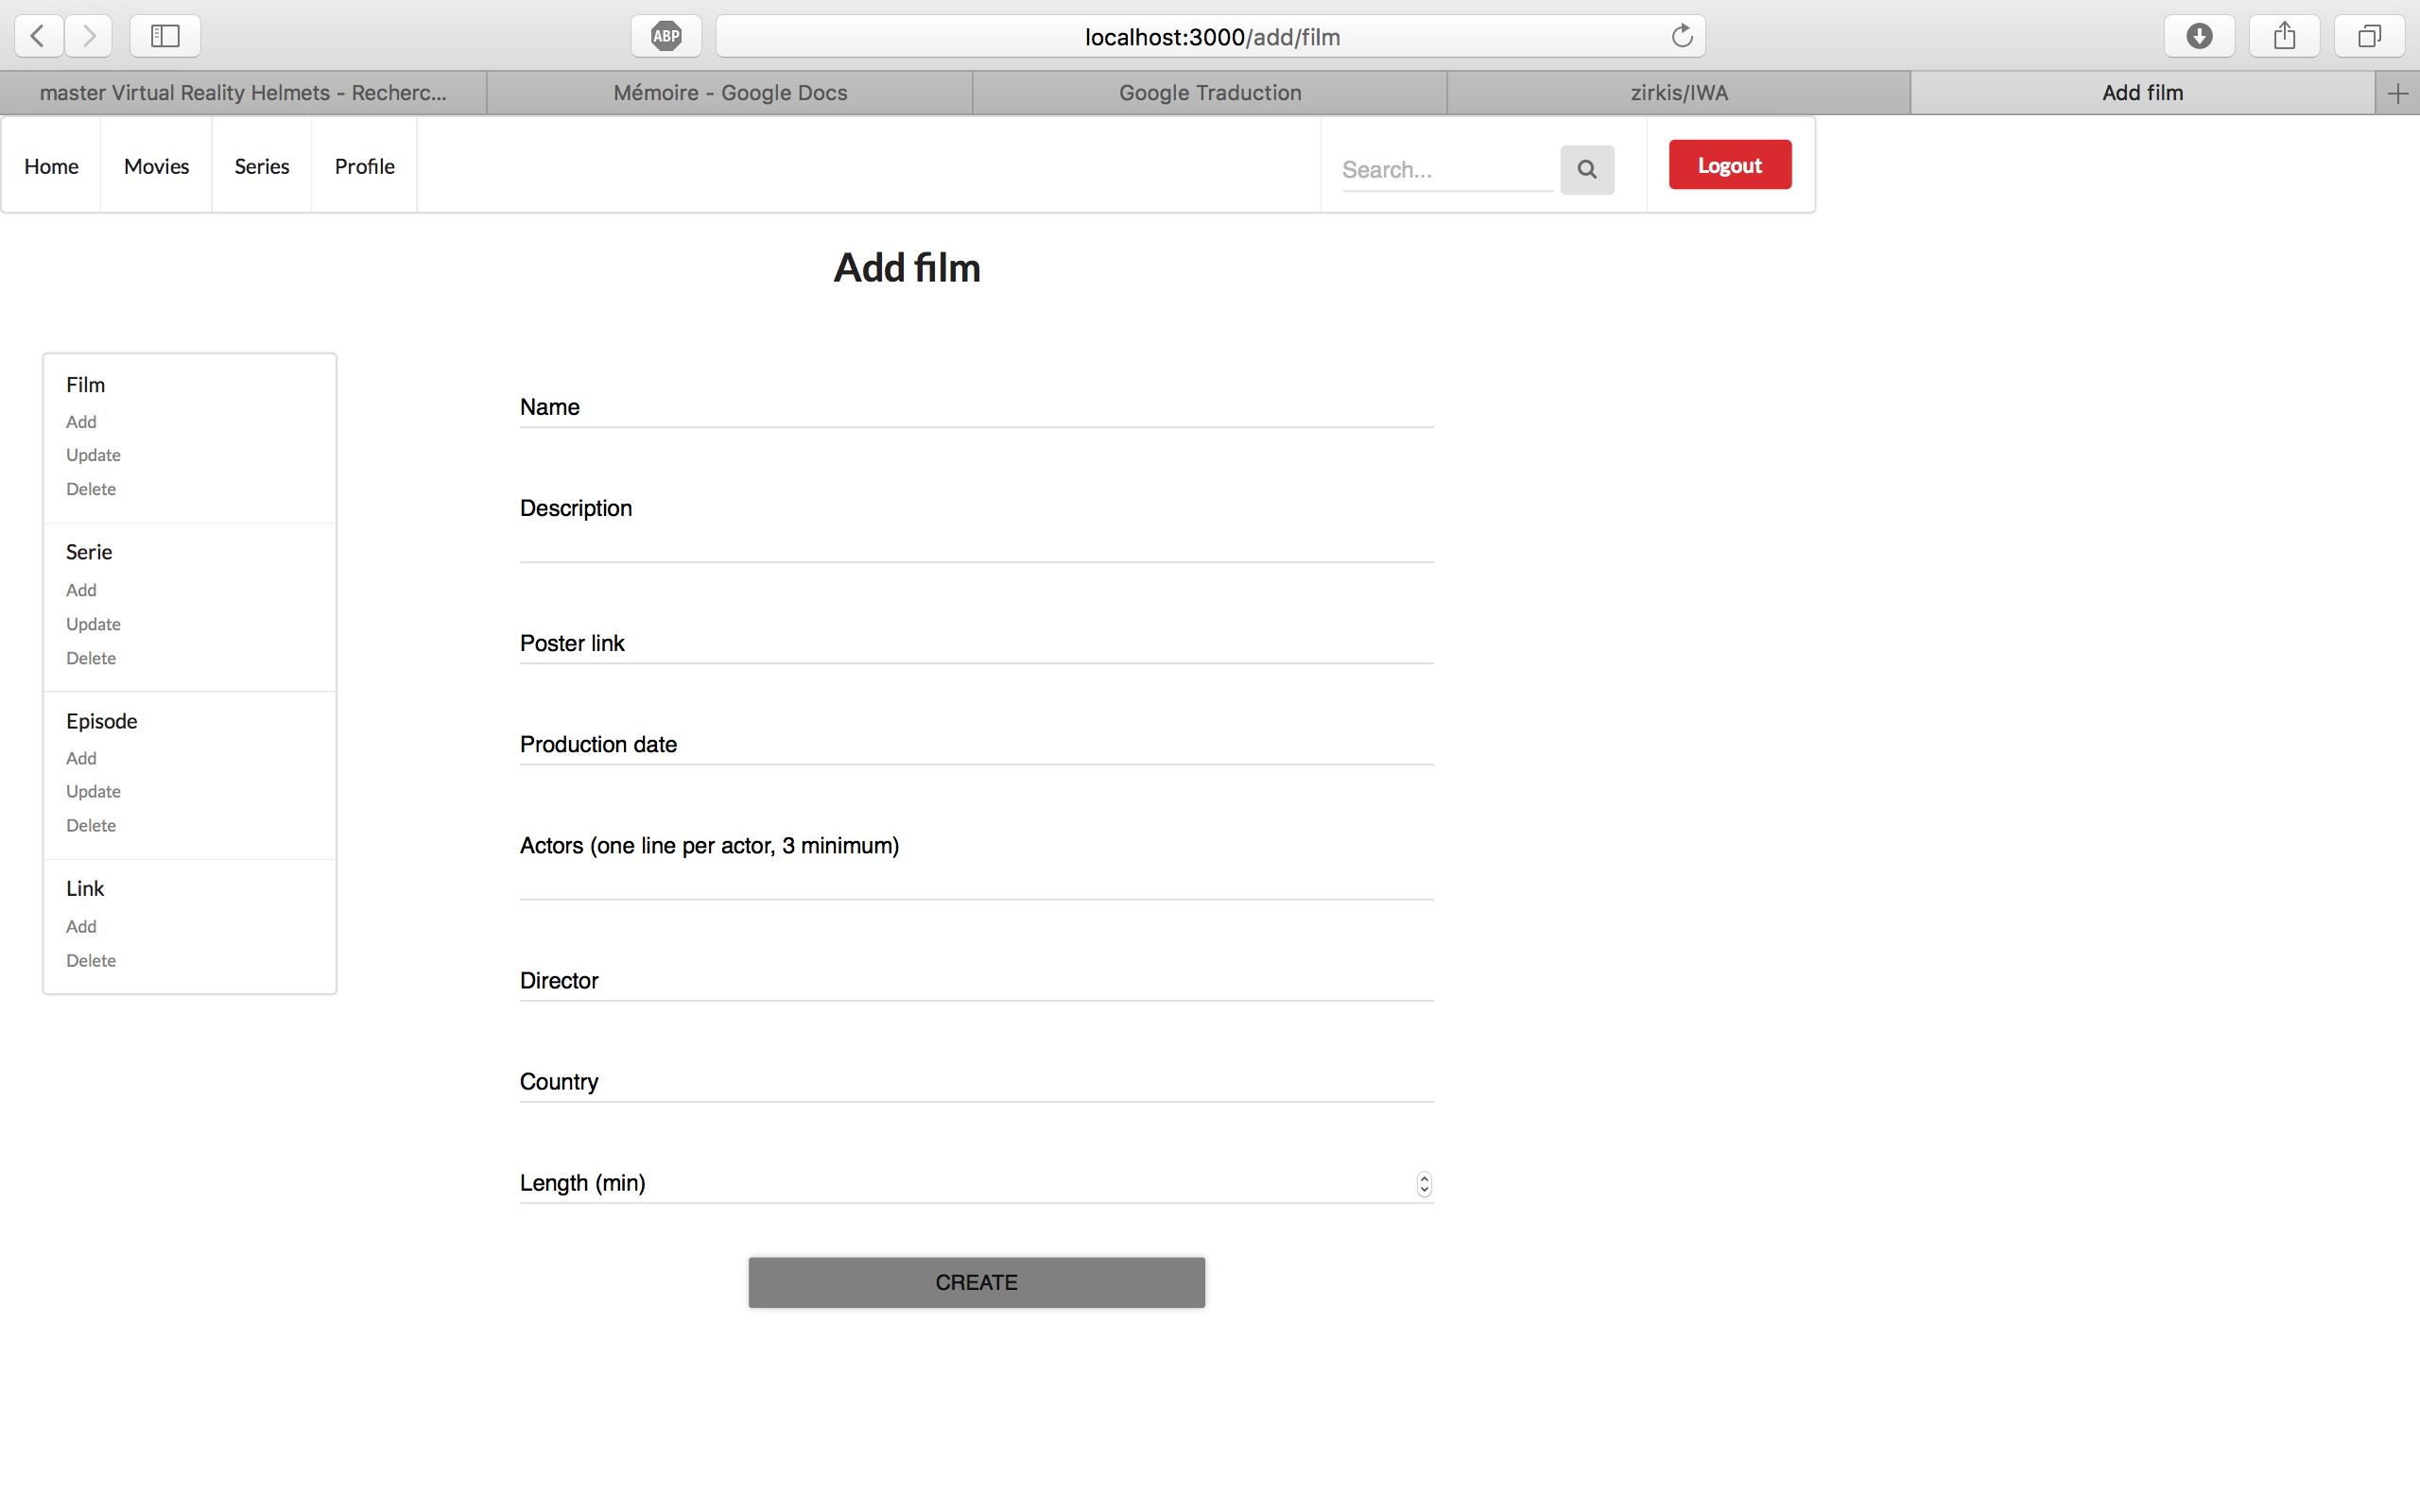 ABP
localhost:3000/add/film
master Virtual Reality Helmets - Recherc...
Mémoire - Google Docs
Google Traduction
zirkis/IWA
Add film
Home
Movies
Series
Profile
Search...
Logout
Add film
Film
Add
Update
Delete
Serie
Add
Update
Delete
Episode
Add
Update
Delete
Link
Add
Delete
Name
Description
Poster link
Production date
Actors (one line per actor, 3 minimum)
Director
Country
Length (min)
CREATE